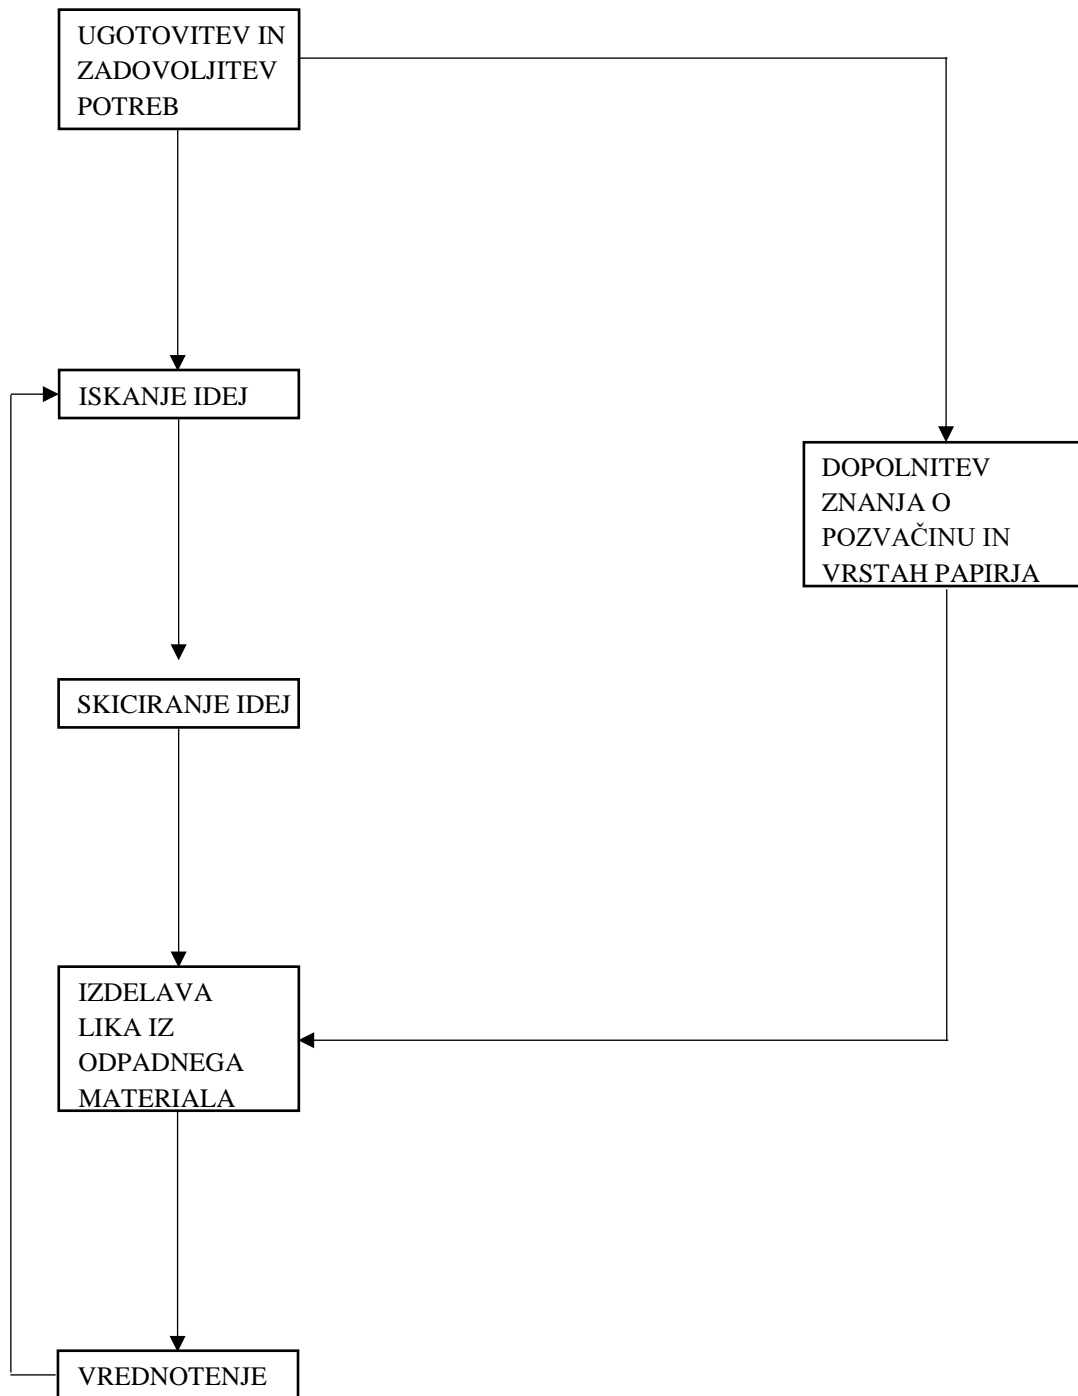 UGOTOVITEV IN
ZADOVOLJITEV
POTREB
ISKANJE IDEJ
DOPOLNITEV
ZNANJA O
POZVAČINU IN
VRSTAH PAPIRJA
SKICIRANJE IDEJ
IZDELAVA
LIKA IZ
ODPADNEGA
MATERIALA
VREDNOTENJE